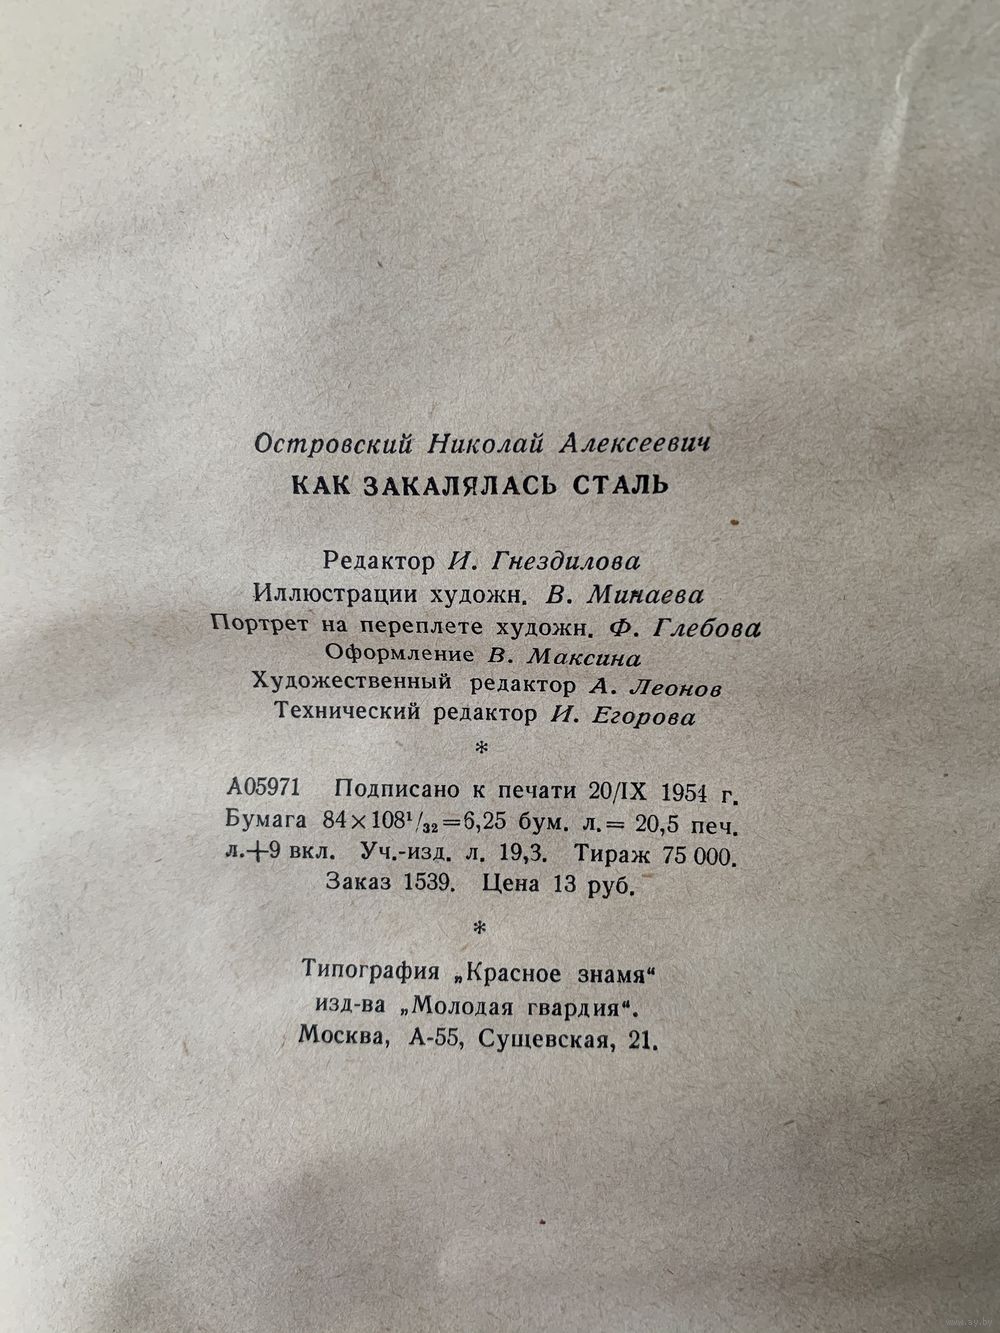 Островский Николай Алексеевич
КАК ЗАКАЛЯЛАСЬ СТАЛЬ
Редактор И. Гнездилова
Иллюстрации художн. В. Минаева
Портрет на переплете художн. Ф. Глебова
Оформление В. Максина
Художественный редактор А. Леонов
Технический редактор И. Егорова
*
А05971 Подписано к печати 20/IX 1954 г.
Бумага 84×108¹/₃₂=6,25 бум. л.= 20,5 печ.
л.+9 вкл. Уч.-изд. л. 19,3. Тираж 75 000.
Заказ 1539. Цена 13 руб.
*
Типография „Красное знамя“
изд-ва „Молодая гвардия“.
Москва, А-55, Сущевская, 21.
www.ay.by